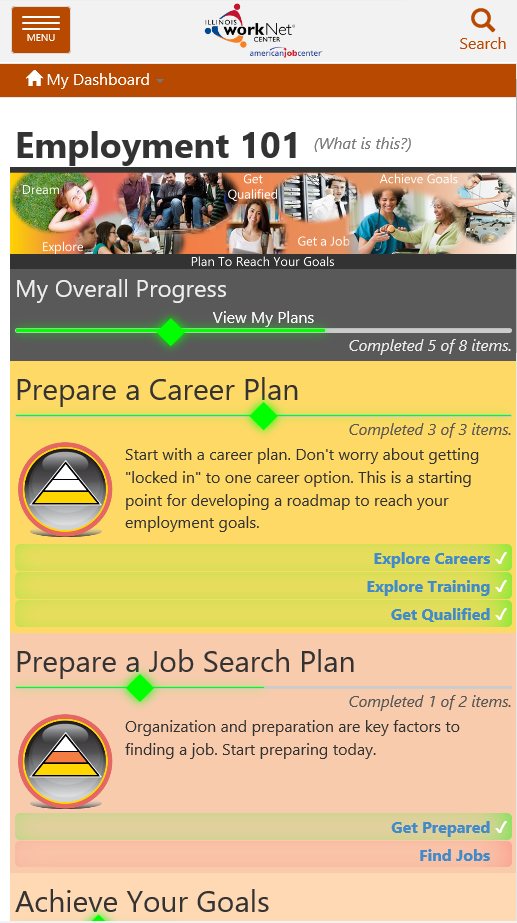 MENU
ILLINOIS
workNet®
CENTER
americanjobcenter
Search
My Dashboard
Employment 101 (What is this?)
Dream
Explore
Get
Qualified
Get a Job
Achieve Goals
Plan To Reach Your Goals
My Overall Progress
View My Plans
Completed 5 of 8 items.
Prepare a Career Plan
Completed 3 of 3 items.
Start with a career plan. Don't worry about getting
"locked in" to one career option. This is a starting
point for developing a roadmap to reach your
employment goals.
Explore Careers ✓
Explore Training ✓
Get Qualified ✓
Prepare a Job Search Plan
Completed 1 of 2 items.
Organization and preparation are key factors to
finding a job. Start preparing today.
Get Prepared ✓
Find Jobs
Achieve Your Goals